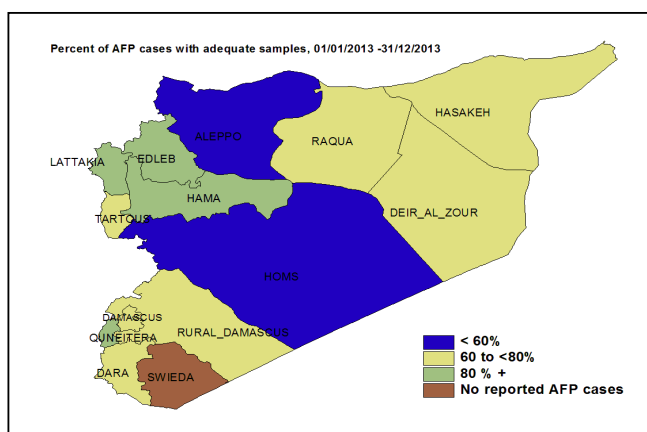 Percent of AFP cases with adequate samples, 01/01/2013 -31/12/2013
HASAKEH
ALEPPO
RAQUA
EDLEB
LATTAKIA
HAMA
DEIR_AL_ZOUR
TARTOUS
HOMS
DAMASCUS
RURAL_DAMASCUS
QUNEITERA
DARA
SWIEDA
< 60%
60 to <80%
80 % +
No reported AFP cases